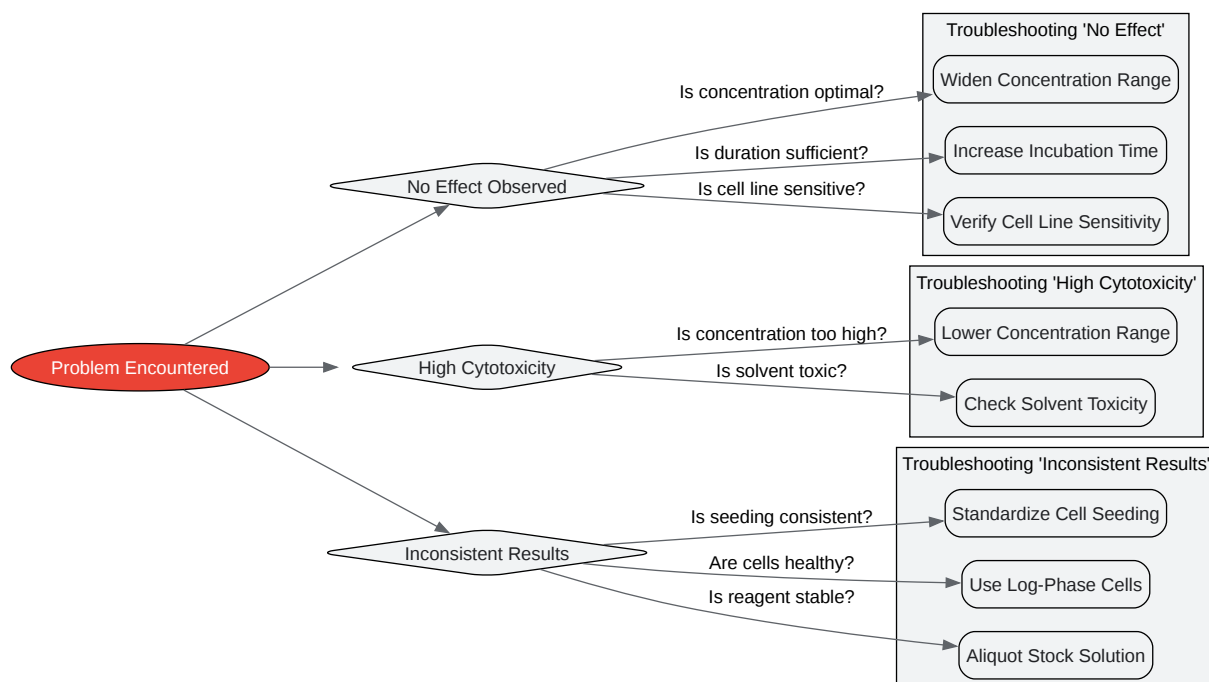 Troubleshooting 'No Effect'
Is concentration optimal?
Widen Concentration Range
Is duration sufficient?
Increase Incubation Time
No Effect Observed
Is cell line sensitive?
Verify Cell Line Sensitivity
Troubleshooting 'High Cytotoxicity'
Is concentration too high?
Lower Concentration Range
Problem Encountered
High Cytotoxicity
Is solvent toxic?
Check Solvent Toxicity
Troubleshooting 'Inconsistent Results'
Is seeding consistent?
Standardize Cell Seeding
Inconsistent Results
Are cells healthy?
Use Log-Phase Cells
Is reagent stable?
Aliquot Stock Solution